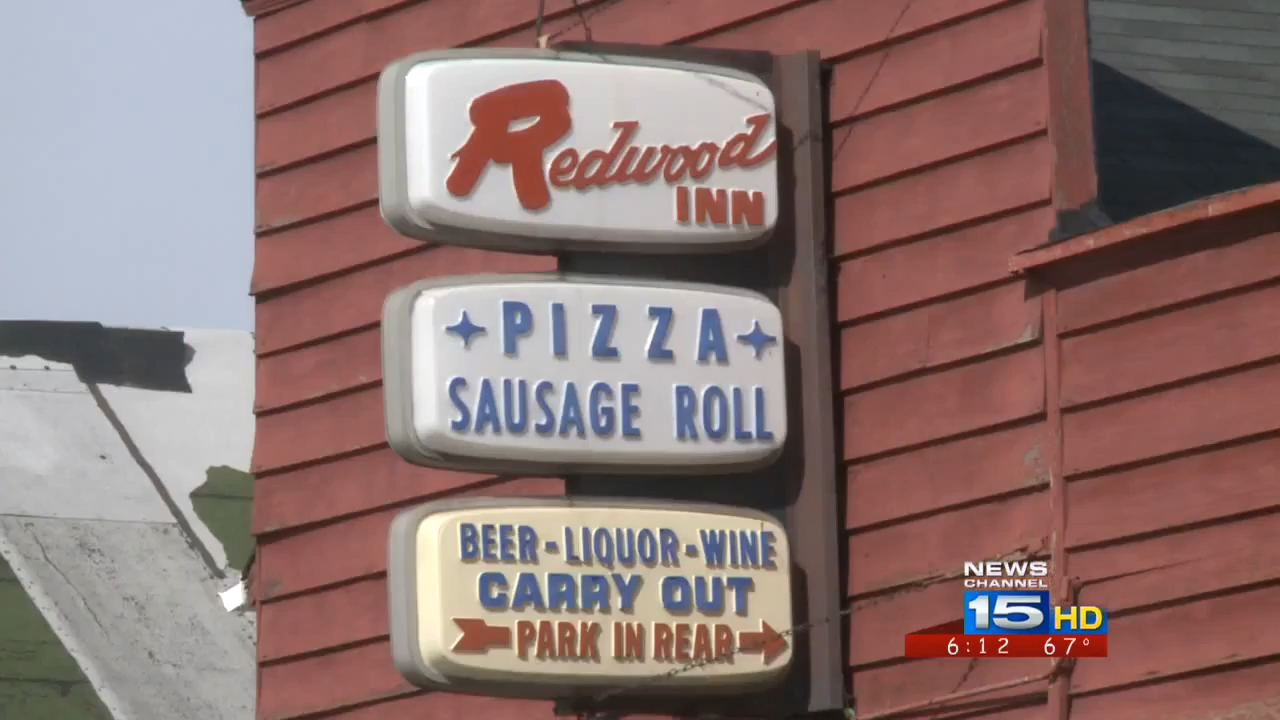 Redwood
INN
PIZZA
SAUSAGE ROLL
BEER-LIQUOR-WINE
CARRY OUT
PARK IN REAR
NEWS
CHANNEL
15 HD
6:12 67°